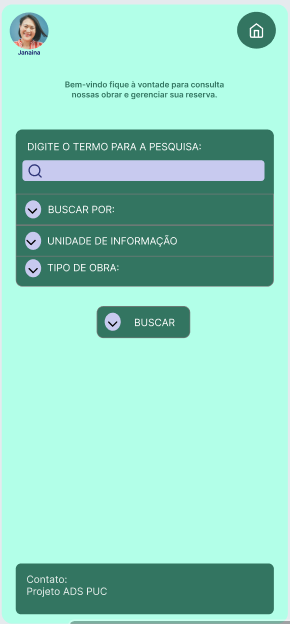 Janaina
Bem-vindo fique à vontade para consulta
nossas obrar e gerenciar sua reserva.
DIGITE O TERMO PARA A PESQUISA:
BUSCAR POR:
UNIDADE DE INFORMAÇÃO
TIPO DE OBRA:
BUSCAR
Contato:
Projeto ADS PUC